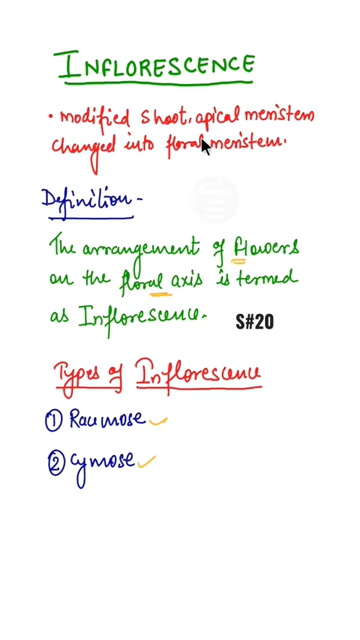 INFLORESCENCE
• modified shoot, apical meristem
changed into floral meristem.
Definition -
The arrangement of flowers
on the floral axis is termed
as Inflorescence.
S#20
Types of Inflorescence
① Racemose ✓
② Cymose ✓